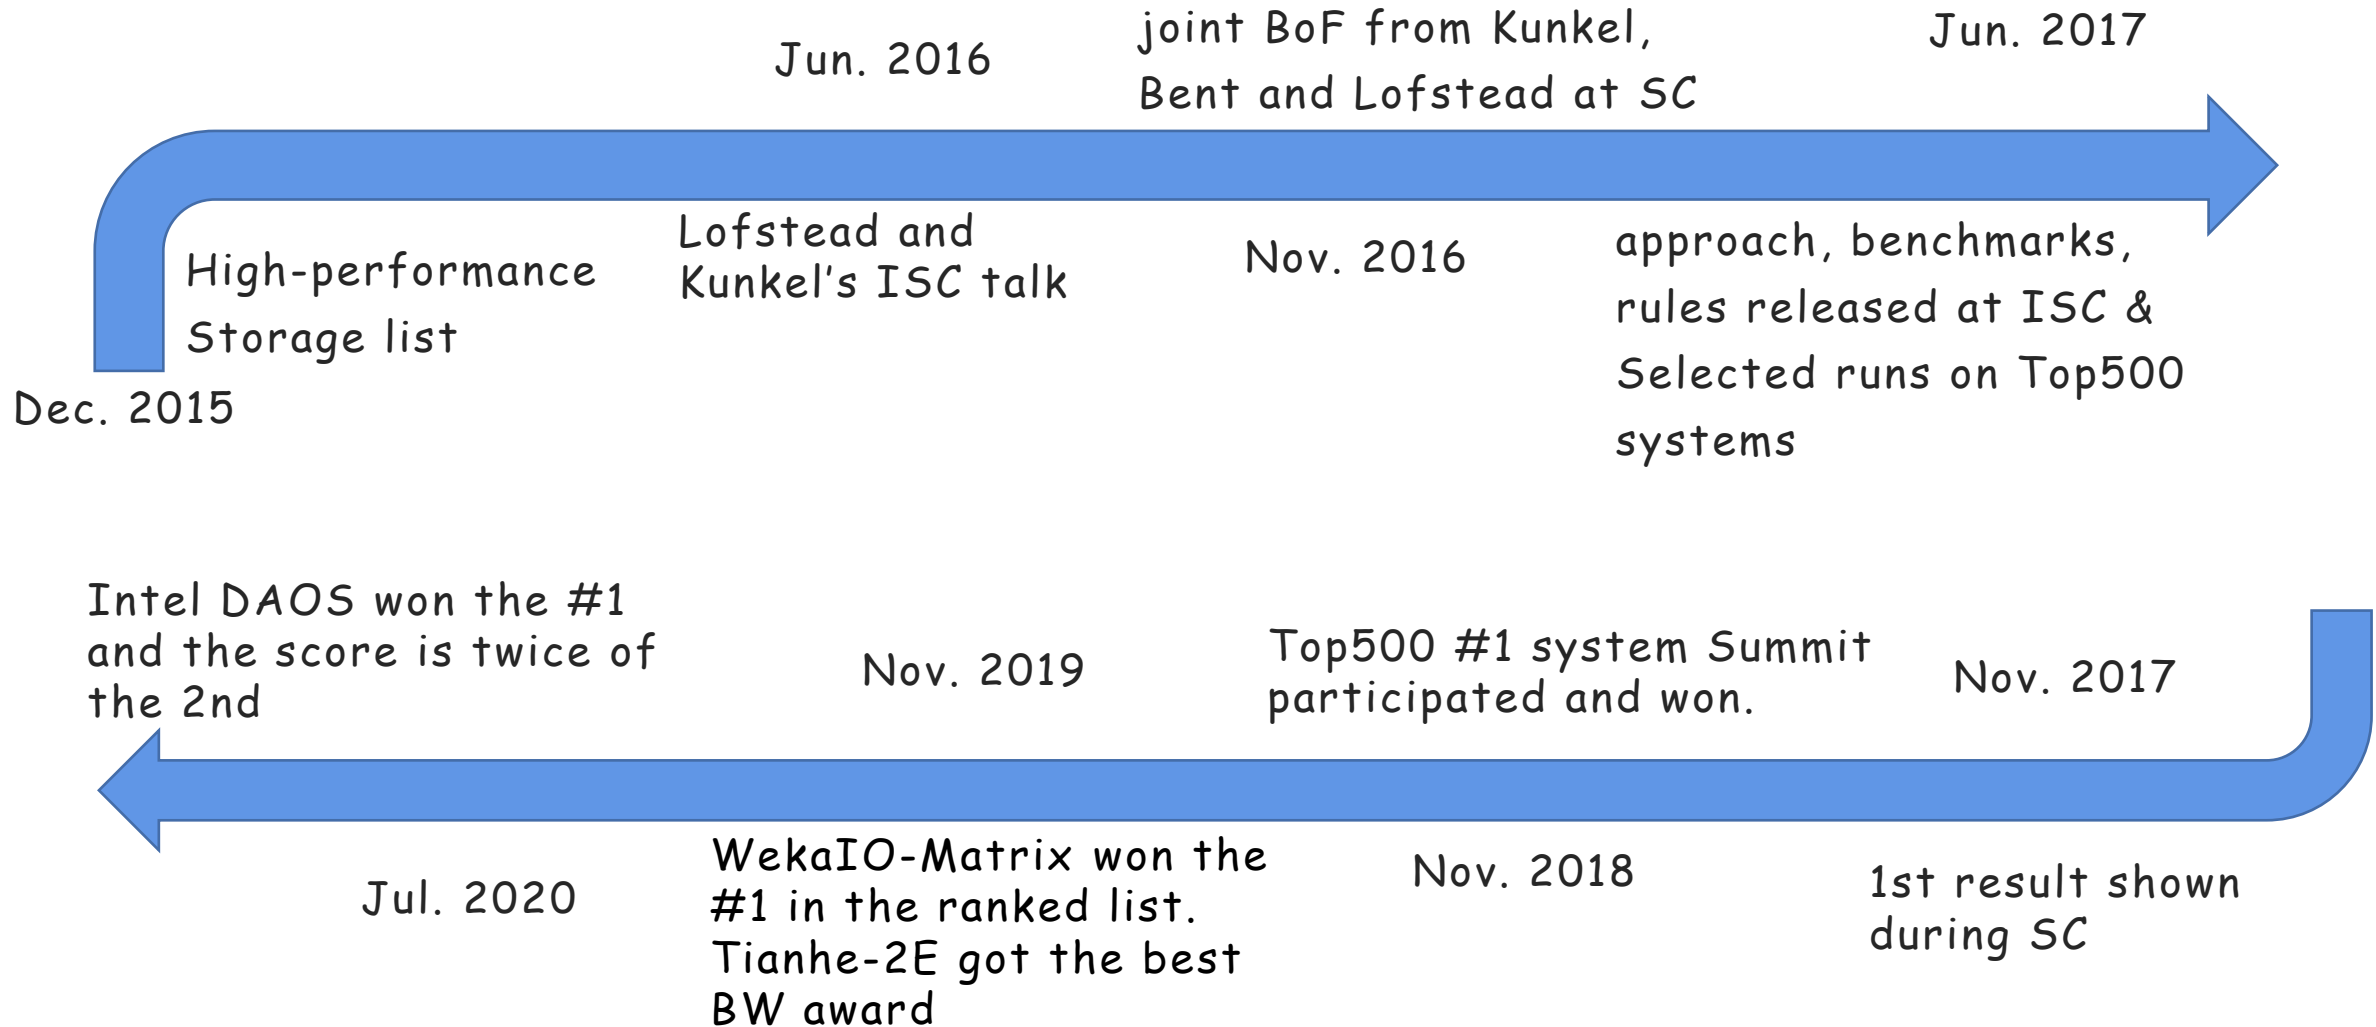 Dec. 2015
High-performance
Storage list
Jun. 2016
Lofstead and
Kunkel's ISC talk
joint BoF from Kunkel,
Bent and Lofstead at SC
Nov. 2016
Jun. 2017
approach, benchmarks,
rules released at ISC &
Selected runs on Top500
systems
Nov. 2017
1st result shown
during SC
Top500 #1 system Summit
participated and won.
Nov. 2018
Nov. 2019
WekaIO-Matrix won the
#1 in the ranked list.
Tianhe-2E got the best
BW award
Intel DAOS won the #1
and the score is twice of
the 2nd
Jul. 2020